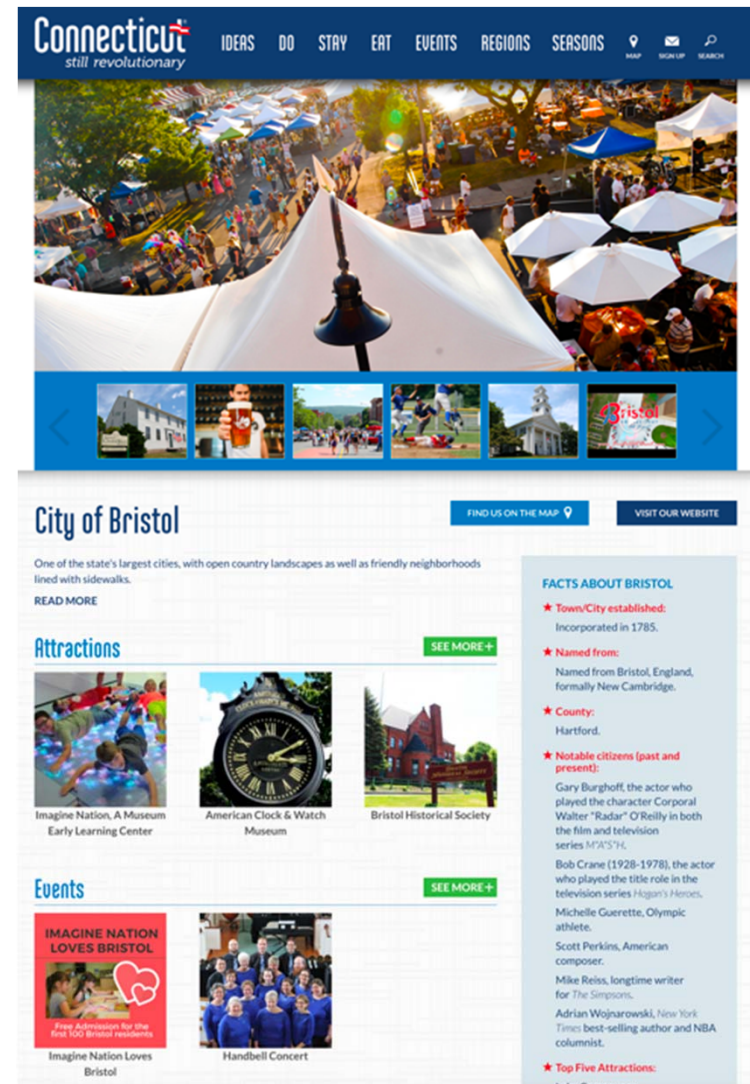 Connecticut
still revolutionary
IDEAS DO STAY EAT EVENTS REGIONS SEASONS
MAP SIGN UP SEARCH
Bristol
City of Bristol
FIND US ON THE MAP
VISIT OUR WEBSITE
One of the state's largest cities, with open country landscapes as well as friendly neighborhoods
lined with sidewalks.
READ MORE
Attractions
SEE MORE+
Imagine Nation, A Museum
Early Learning Center
American Clock & Watch
Museum
Bristol Historical Society
Events
SEE MORE+
IMAGINE NATION
LOVES BRISTOL
Free Admission for the
first 100 Bristol residents
Imagine Nation Loves
Bristol
Handbell Concert
FACTS ABOUT BRISTOL
★ Town/City established:
Incorporated in 1785.
★ Named from:
Named from Bristol, England,
formally New Cambridge.
★ County:
Hartford.
★ Notable citizens (past and
present):
Gary Burghoff, the actor who
played the character Corporal
Walter "Radar" O'Reilly in both
the film and television
series M*A*S*H.
Bob Crane (1928-1978), the actor
who played the title role in the
television series Hogan's Heroes.
Michelle Guerette, Olympic
athlete.
Scott Perkins, American
composer.
Mike Reiss, longtime writer
for The Simpsons.
Adrian Wojnarowski, New York
Times best-selling author and NBA
columnist.
★ Top Five Attractions: